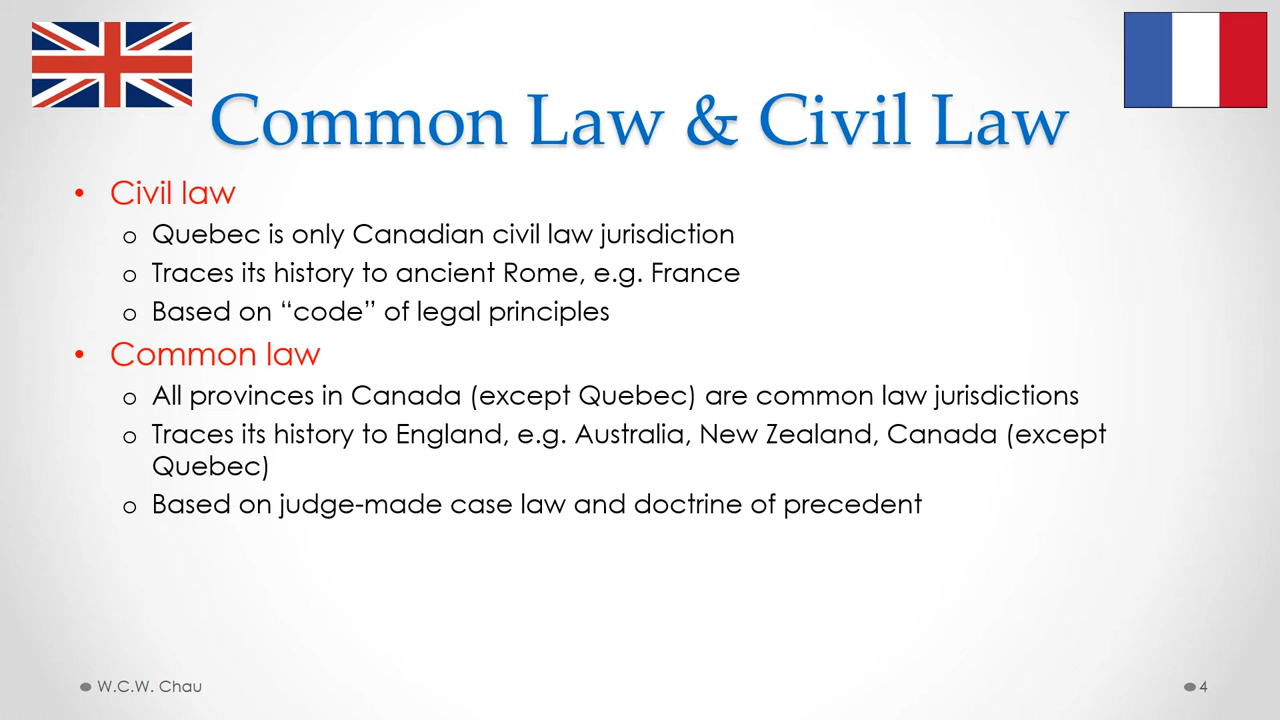 Common Law & Civil Law
• Civil law
o Quebec is only Canadian civil law jurisdiction
o Traces its history to ancient Rome, e.g. France
o Based on “code” of legal principles
• Common law
o All provinces in Canada (except Quebec) are common law jurisdictions
o Traces its history to England, e.g. Australia, New Zealand, Canada (except
Quebec)
o Based on judge-made case law and doctrine of precedent
W.C.W. Chau
4